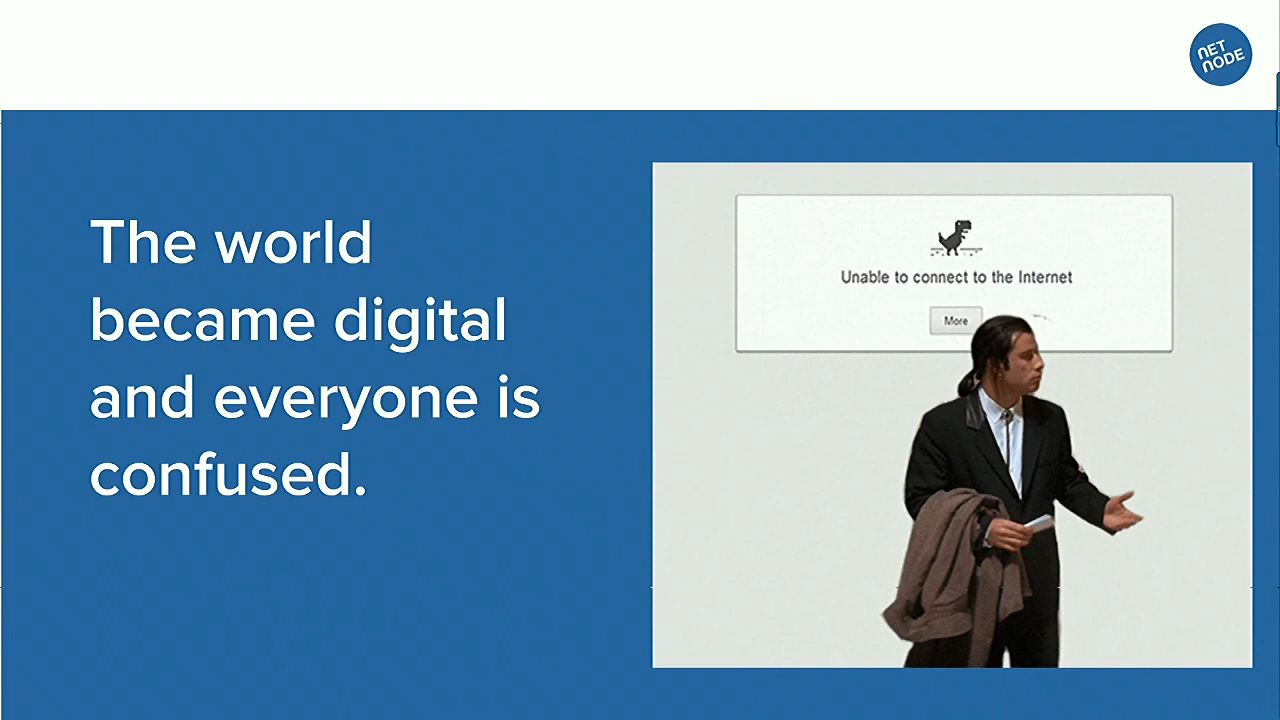 NET
NODE
The world
became digital
and everyone is
confused.
Unable to connect to the Internet
More